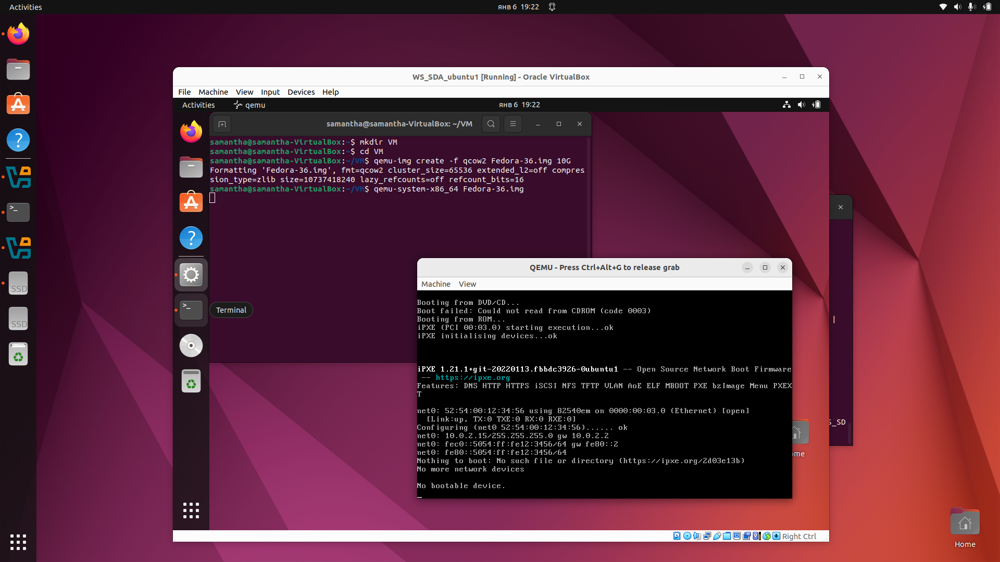 Activities
янв 6 19:22
WS_SDA_ubuntu1 [Running] - Oracle VirtualBox
File Machine View Input Devices Help
Activities qemu янв 6 19:22
samantha@samantha-VirtualBox: ~/VM
samantha@samantha-VirtualBox:~$ mkdir VM
samantha@samantha-VirtualBox:~$ cd VM
samantha@samantha-VirtualBox:~/VM$ qemu-img create -f qcow2 Fedora-36.img 10G
Formatting 'Fedora-36.img', fmt=qcow2 cluster_size=65536 extended_l2=off compres
sion_type=zlib size=10737418240 lazy_refcounts=off refcount_bits=16
samantha@samantha-VirtualBox:~/VM$ qemu-system-x86_64 Fedora-36.img
Terminal
QEMU - Press Ctrl+Alt+G to release grab
Machine View
Booting from DVD/CD...
Boot failed: Could not read from CDROM (code 0003)
Booting from ROM...
iPXE (PCI 00:03.0) starting execution...ok
iPXE initialising devices...ok
iPXE 1.21.1+git-20220113.fbbdc3926-0ubuntu1 -- Open Source Network Boot Firmware
-- https://ipxe.org
Features: DNS HTTP HTTPS iSCSI NFS TFTP VLAN AoE ELF MBOOT PXE bzImage Menu PXEX
T
net0: 52:54:00:12:34:56 using 82540em on 0000:00:03.0 (Ethernet) [open]
[Link:up, TX:0 TXE:0 RX:0 RXE:0]
Configuring (net0 52:54:00:12:34:56)...... ok
net0: 10.0.2.15/255.255.255.0 gw 10.0.2.2
net0: fec0::5054:ff:fe12:3456/64 gw fe80::2
net0: fe80::5054:ff:fe12:3456/64
Nothing to boot: No such file or directory (https://ipxe.org/2d03e13b)
No more network devices
No bootable device.
SSD
SSD
|
S_SD
ome
Right Ctrl
Home